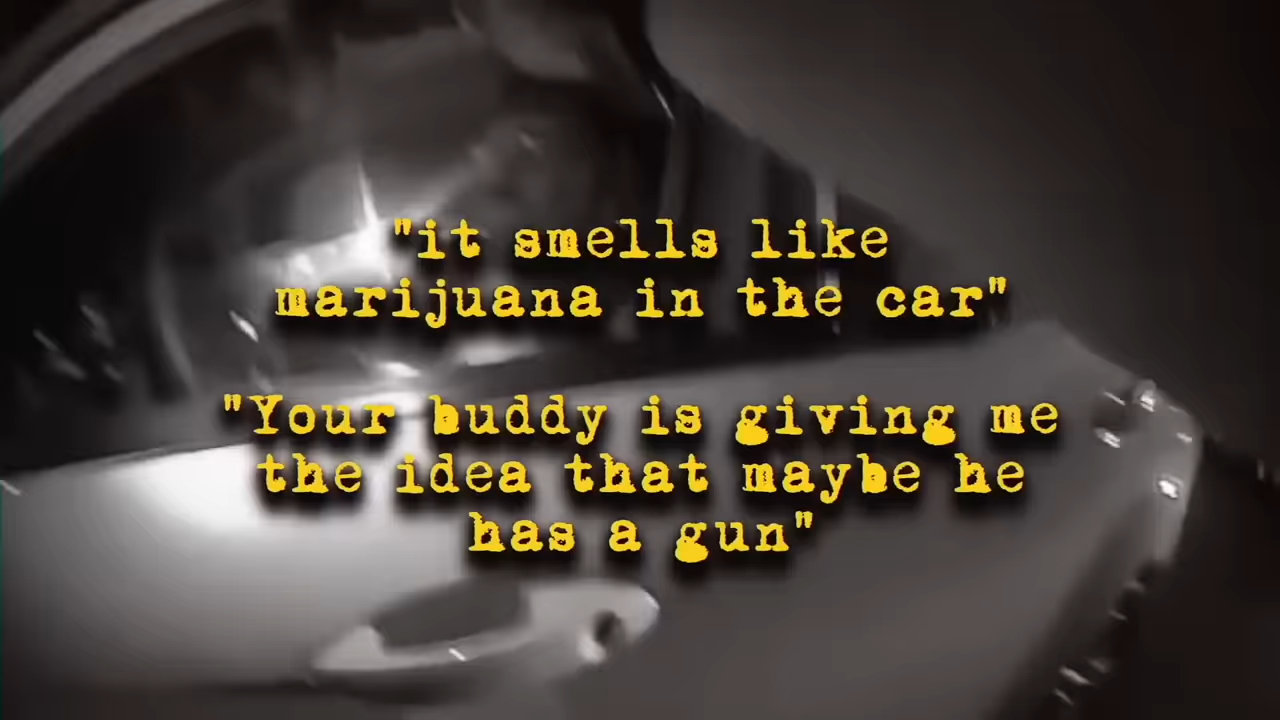 "it smells like
marijuana in the car"
"Your buddy is giving me
the idea that maybe he
has a gun"